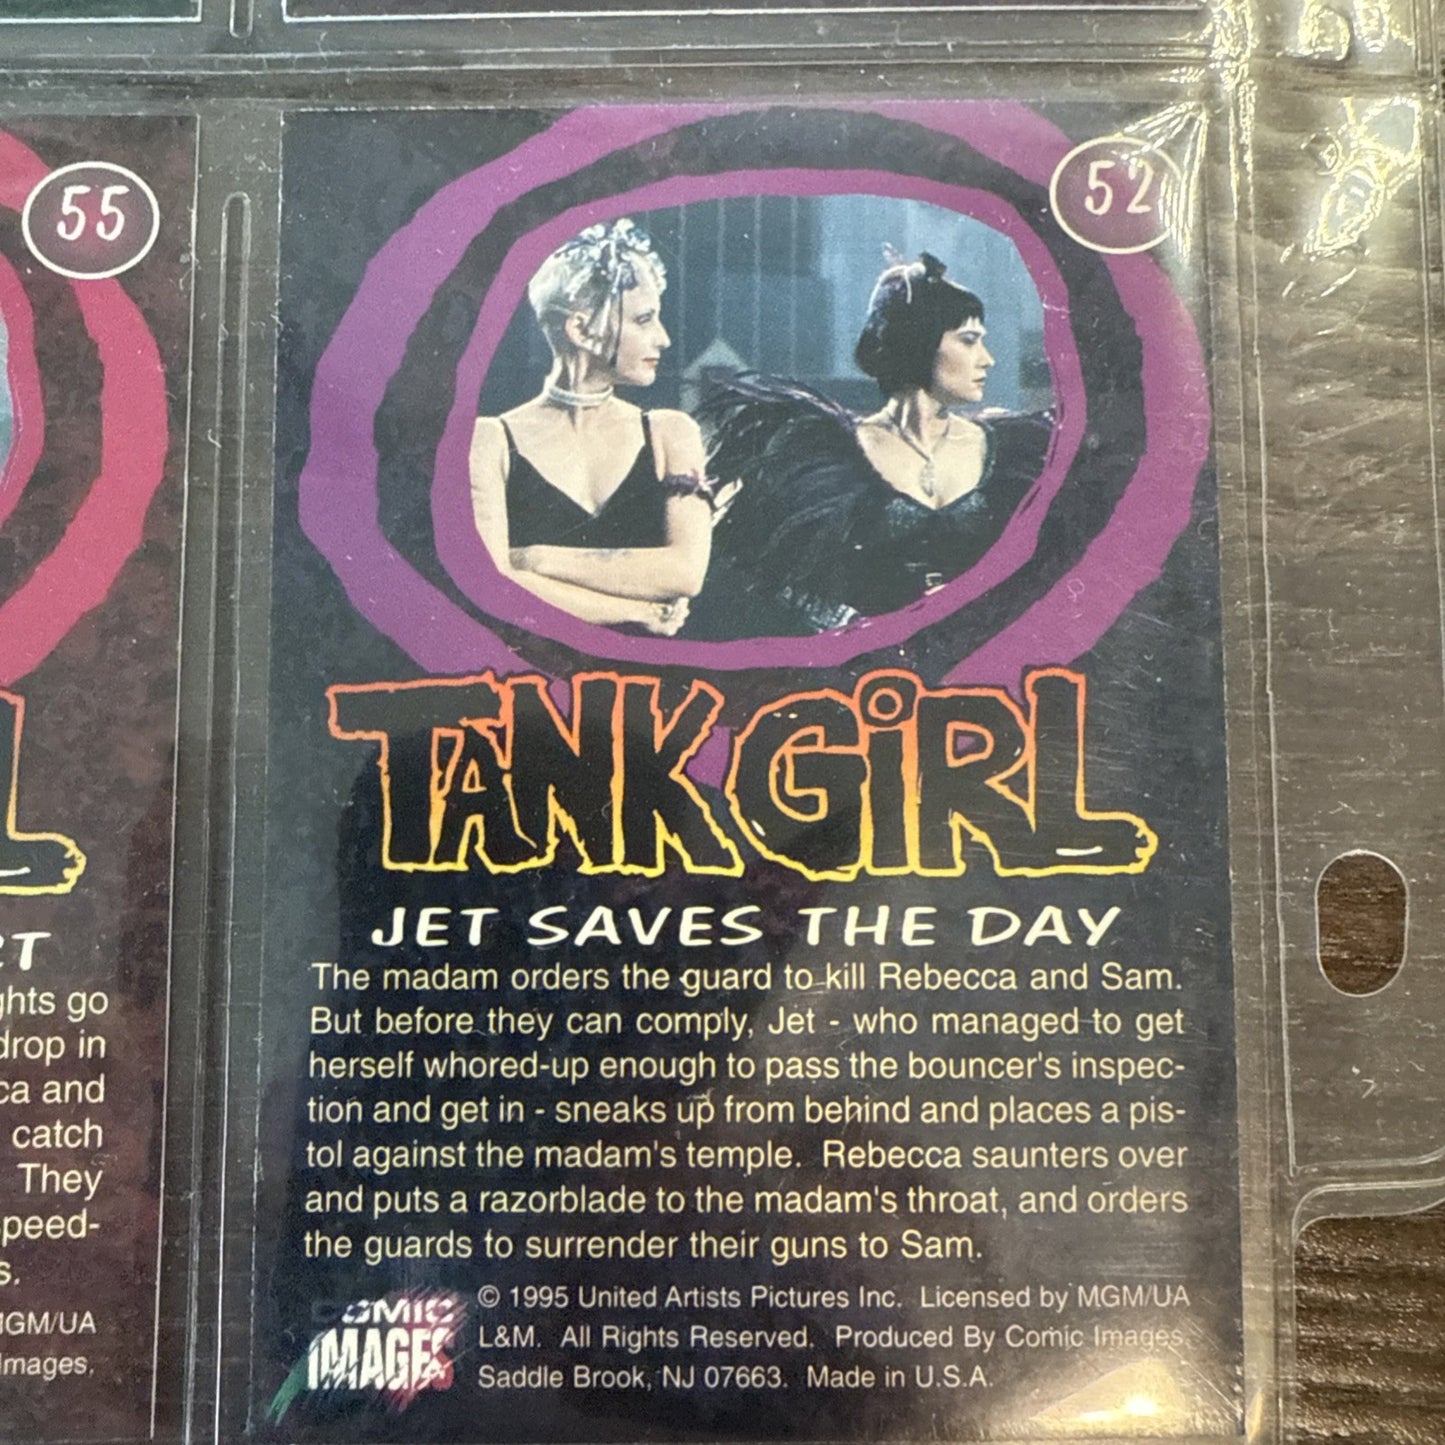 55
RT
ghts go
drop in
ca and
catch
They
speed-
s.
MGM/UA
Images.
52
TANK GiRL
JET SAVES THE DAY
The madam orders the guard to kill Rebecca and Sam.
But before they can comply, Jet - who managed to get
herself whored-up enough to pass the bouncer's inspec-
tion and get in - sneaks up from behind and places a pis-
tol against the madam's temple. Rebecca saunters over
and puts a razorblade to the madam's throat, and orders
the guards to surrender their guns to Sam.
COMIC
IMAGES
© 1995 United Artists Pictures Inc. Licensed by MGM/UA
L&M. All Rights Reserved. Produced By Comic Images,
Saddle Brook, NJ 07663. Made in U.S.A.